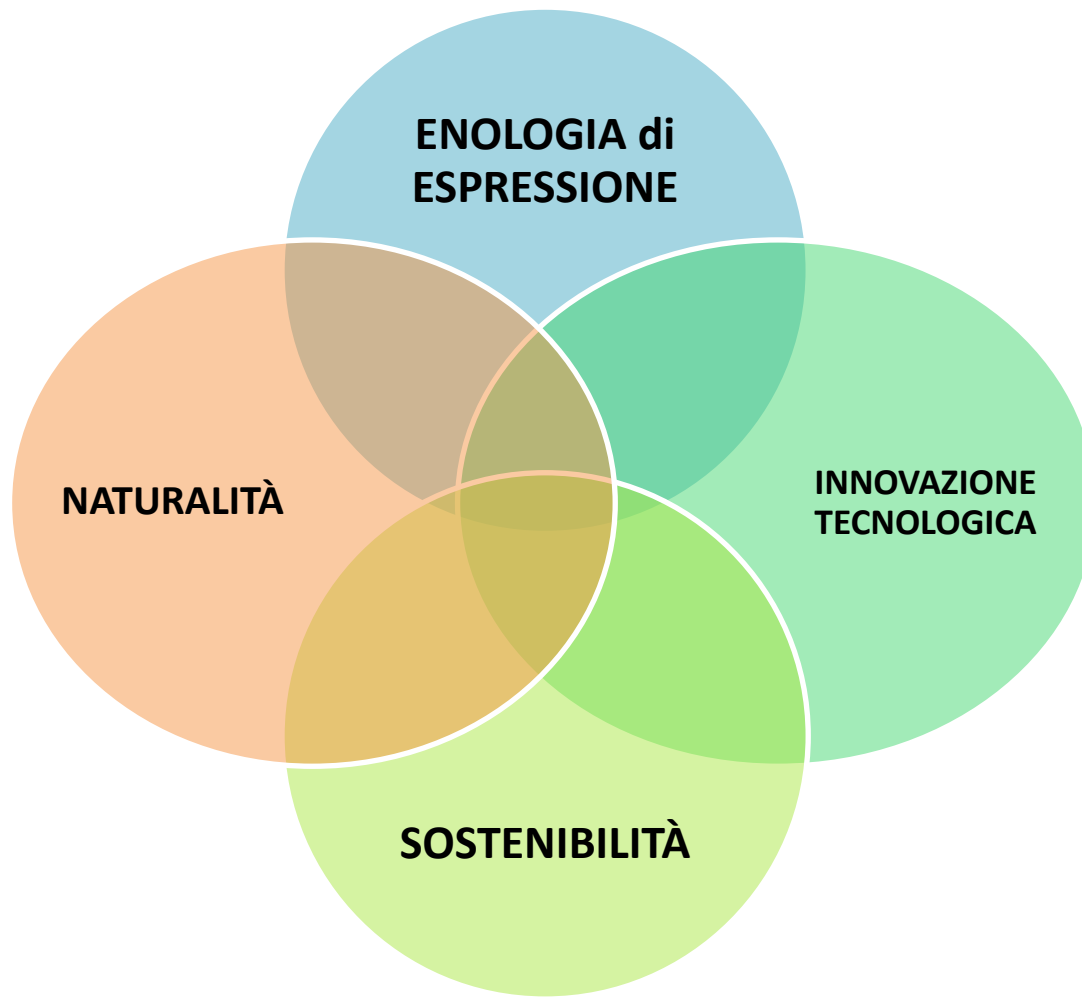 ENOLOGIA di
ESPRESSIONE
NATURALITÀ
INNOVAZIONE
TECNOLOGICA
SOSTENIBILITÀ